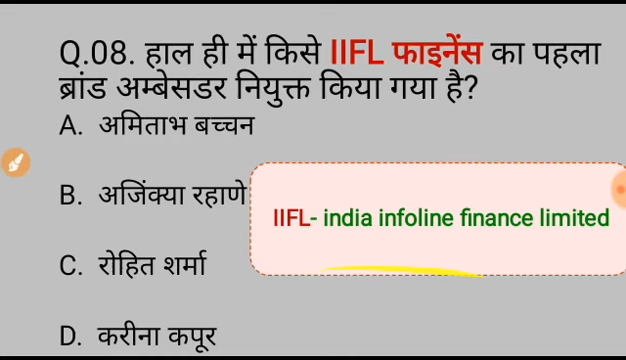 Q.08. हाल ही में किसे IIFL फाइनेंस का पहला
ब्रांड अम्बेसडर नियुक्त किया गया है?
A. अमिताभ बच्चन
B. अजिंक्या रहाणे
IIFL- india infoline finance limited
C. रोहित शर्मा
D. करीना कपूर